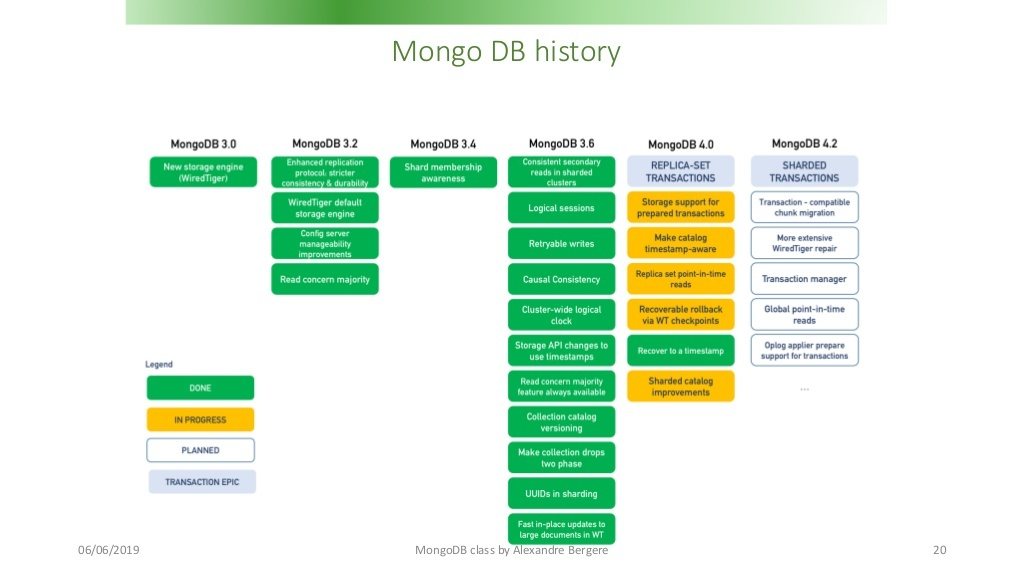 Mongo DB history
MongoDB 3.0
New storage engine
(WiredTiger)
MongoDB 3.2
Enhanced replication
protocol: stricter
consistency & durability
WiredTiger default
storage engine
Config server
manageability
improvements
Read concern majority
MongoDB 3.4
Shard membership
awareness
MongoDB 3.6
Consistent secondary
reads in sharded
clusters
Logical sessions
Retryable writes
Causal Consistency
Cluster-wide logical
clock
Storage API changes to
use timestamps
Read concern majority
feature always available
Collection catalog
versioning
Make collection drops
two phase
UUIDs in sharding
Fast in-place updates to
large documents in WT
MongoDB 4.0
REPLICA-SET
TRANSACTIONS
Storage support for
prepared transactions
Make catalog
timestamp-aware
Replica set point-in-time
reads
Recoverable rollback
via WT checkpoints
Recover to a timestamp
Sharded catalog
improvements
MongoDB 4.2
SHARDED
TRANSACTIONS
Transaction - compatible
chunk migration
More extensive
WiredTiger repair
Transaction manager
Global point-in-time
reads
Oplog applier prepare
support for transactions
...
Legend
DONE
IN PROGRESS
PLANNED
TRANSACTION EPIC
06/06/2019
MongoDB class by Alexandre Bergere
20